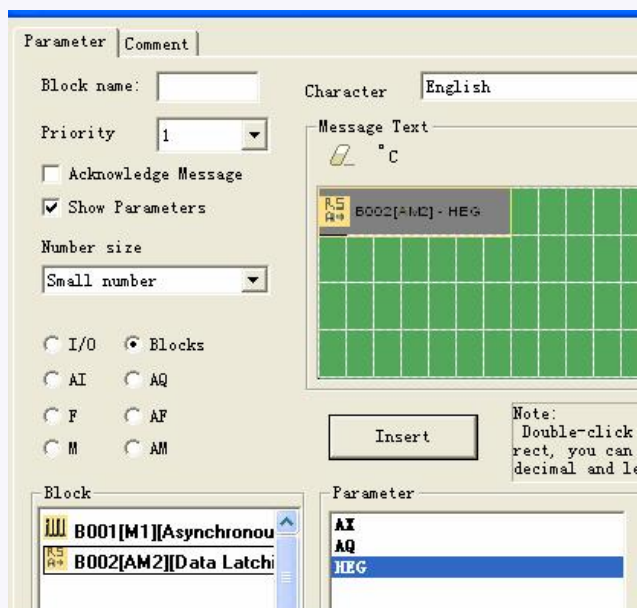 Parameter Comment
Block name:
Character English
Priority 1
Message Text
°C
Acknowledge Message
Show Parameters
B002[AM2] - HEG
Number size
Small number
I/O Blocks
AI AQ
F AF
M AM
Insert
Note:
Double-click
rect, you can
decimal and le
Block
B001[M1][Asynchronou
B002[AM2][Data Latchi
Parameter
AX
AQ
HEG